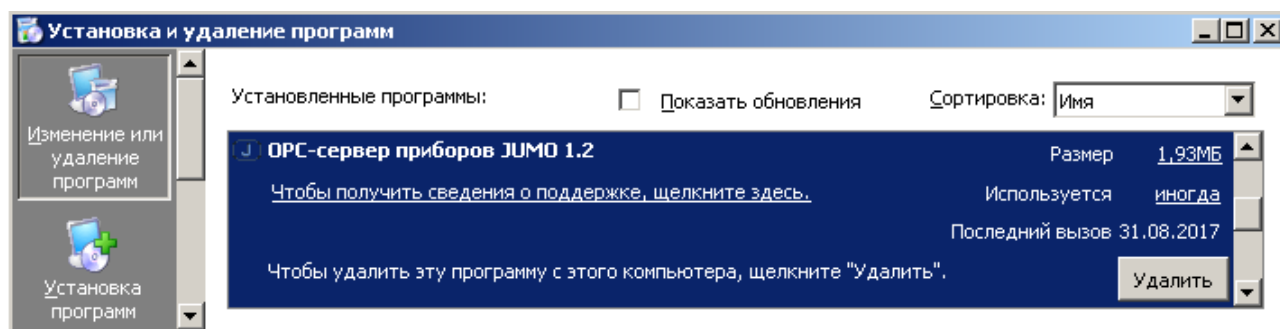 Установка и удаление программ
Изменение или
удаление
программ
Установка
программ
Установленные программы:
Показать обновления
Сортировка: Имя
J OPC-сервер приборов JUMO 1.2
Размер 1,93МБ
Чтобы получить сведения о поддержке, щелкните здесь.
Используется иногда
Последний вызов 31.08.2017
Чтобы удалить эту программу с этого компьютера, щелкните "Удалить".
Удалить